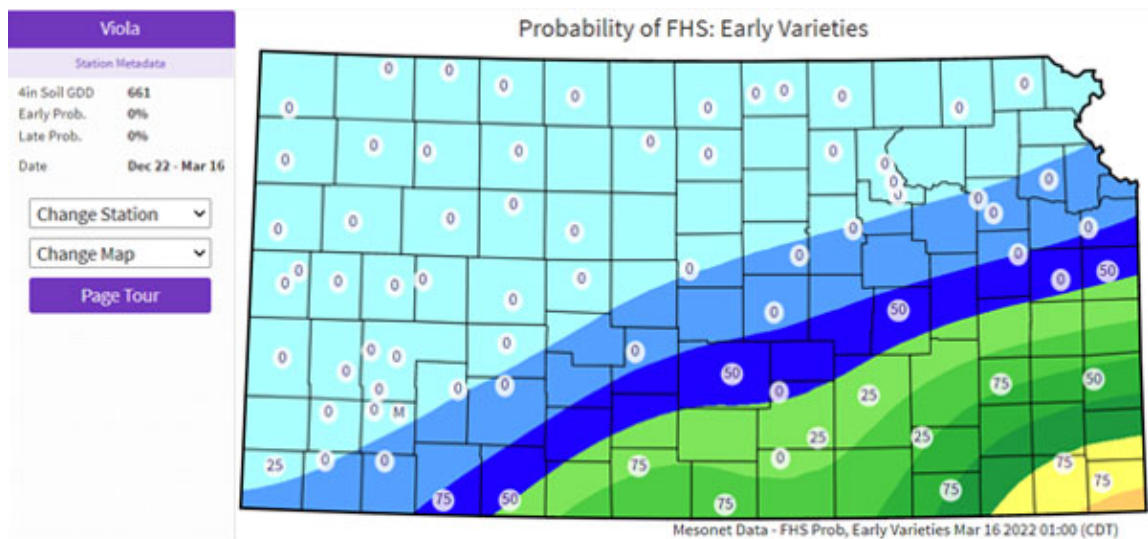 Viola
Probability of FHS: Early Varieties
Station Metadata
4in Soil GDD 661
Early Prob. 0%
Late Prob. 0%
Date Dec 22 - Mar 16
Change Station
Change Map
Page Tour
0 0
0 0 0 0 0
0 0 0 0
0
0 0
0 0 0 0 0
0
0
0 0
0 0
0 0 0 0
0 0
0 0 0
0 0 0 0 50
0 0 0 0
0 0 50
0 0
0 0 0
0 50 75 50
0 0 0 0 25
0 0 M
25 25
25 0 0 75 0 75
75
75 50 75 75
Mesonet Data - FHS Prob, Early Varieties Mar 16 2022 01:00 (CDT)